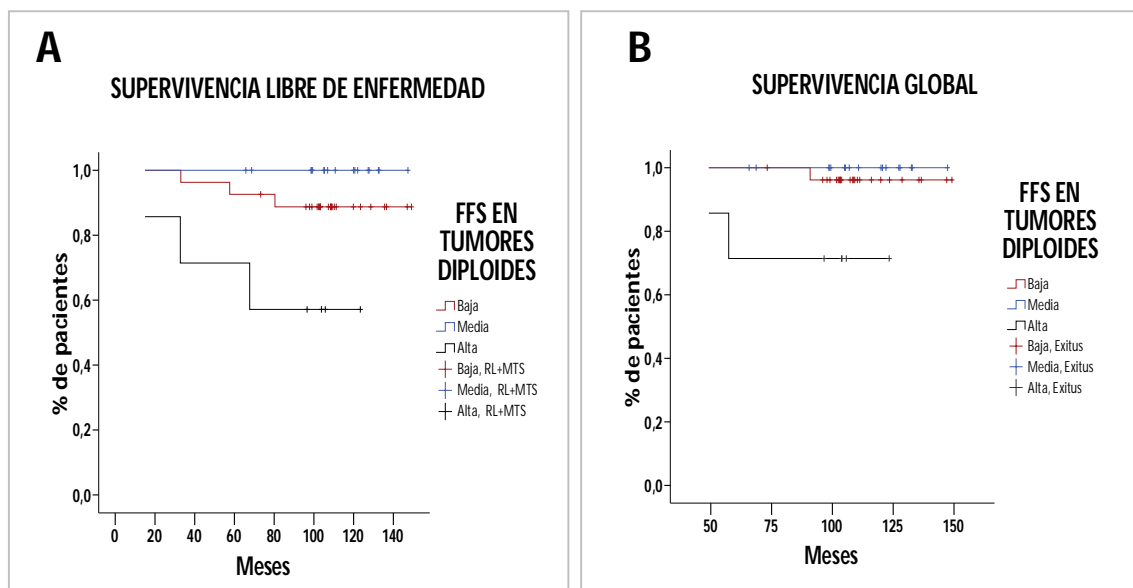 A
SUPERVIVENCIA LIBRE DE ENFERMEDAD
% de pacientes
1,0
0,8
0,6
0,4
0,2
0,0
0 20 40 60 80 100 120 140
Meses
FFS EN
TUMORES
DIPLOIDES
Baja
Media
Alta
Baja, RL+MTS
Media, RL+MTS
Alta, RL+MTS
B
SUPERVIVENCIA GLOBAL
% de pacientes
1,0
0,8
0,6
0,4
0,2
0,0
50 75 100 125 150
Meses
FFS EN
TUMORES
DIPLOIDES
Baja
Media
Alta
Baja, Exitus
Media, Exitus
Alta, Exitus